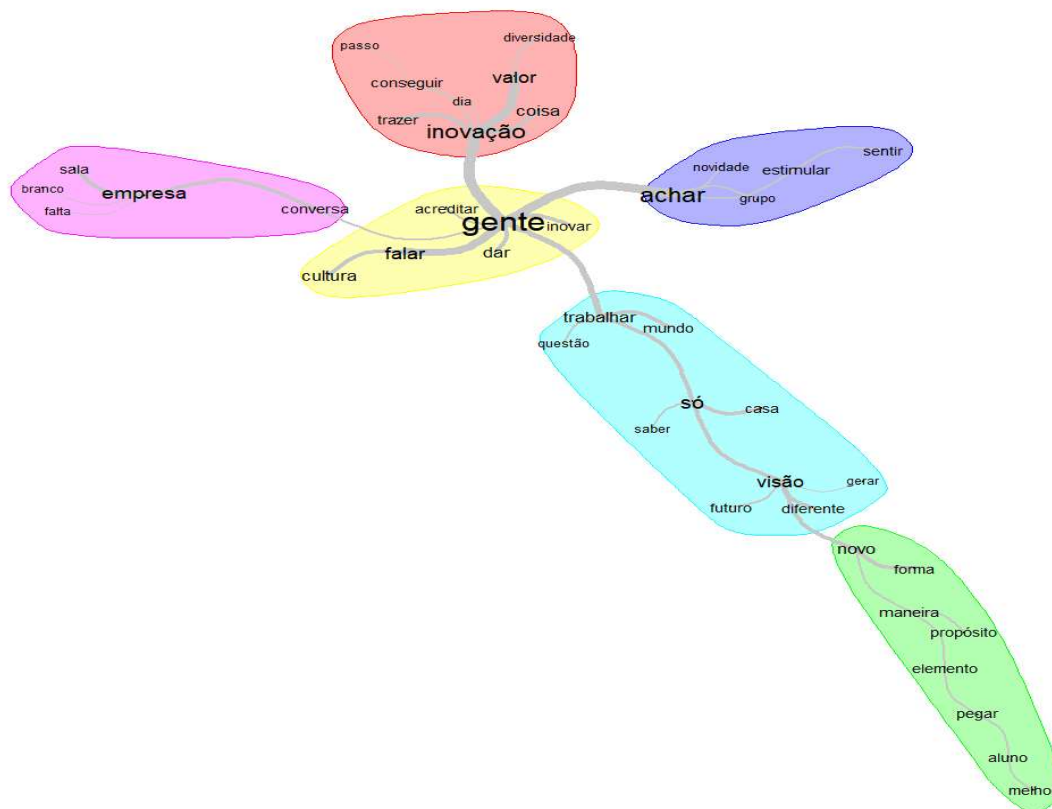 passo
diversidade
conseguir
valor
dia
trazer
coisa
inovação
sala
branco
empresa
falta
conversa
achar
novidade
estimular
sentir
grupo
acreditar
gente
inovar
falar
dar
cultura
trabalhar
mundo
questão
só
casa
saber
visão
gerar
futuro
diferente
novo
forma
maneira
propósito
elemento
pegar
aluno
melho